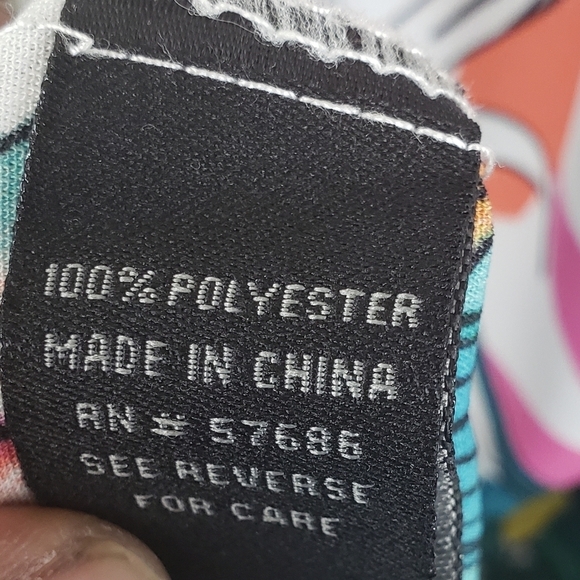 100% POLYESTER
MADE IN CHINA
RN # 57686
SEE REVERSE
FOR CARE